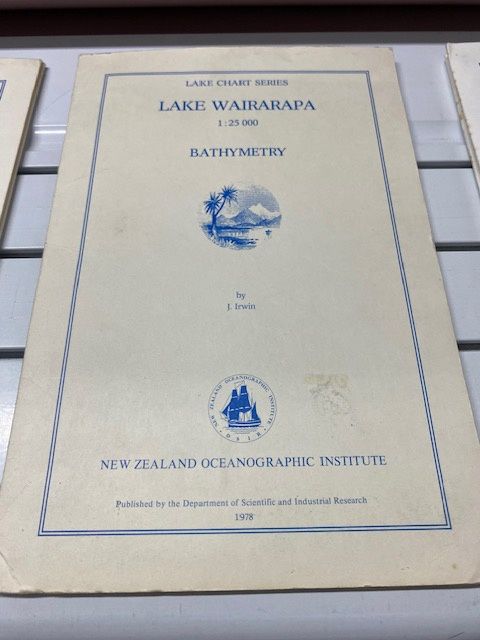 LAKE CHART SERIES
LAKE WAIRARAPA
1:25 000
BATHYMETRY
by
J. Irwin
NEW ZEALAND OCEANOGRAPHIC INSTITUTE
DSIR
NEW ZEALAND OCEANOGRAPHIC INSTITUTE
Published by the Department of Scientific and Industrial Research
1978